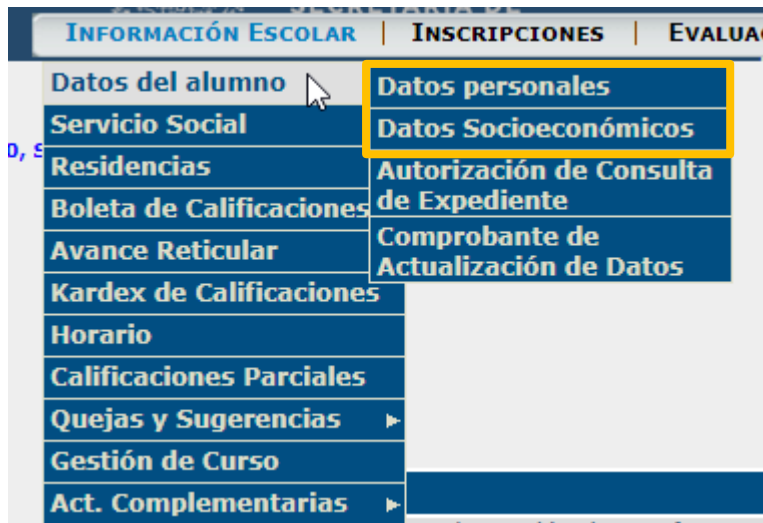 INFORMACIÓN ESCOLAR | INSCRIPCIONES | EVALUA
Datos del alumno
Servicio Social
Residencias
Boleta de Calificaciones
Avance Reticular
Kardex de Calificaciones
Horario
Calificaciones Parciales
Quejas y Sugerencias
Gestión de Curso
Act. Complementarias
Datos personales
Datos Socioeconómicos
Autorización de Consulta
de Expediente
Comprobante de
Actualización de Datos